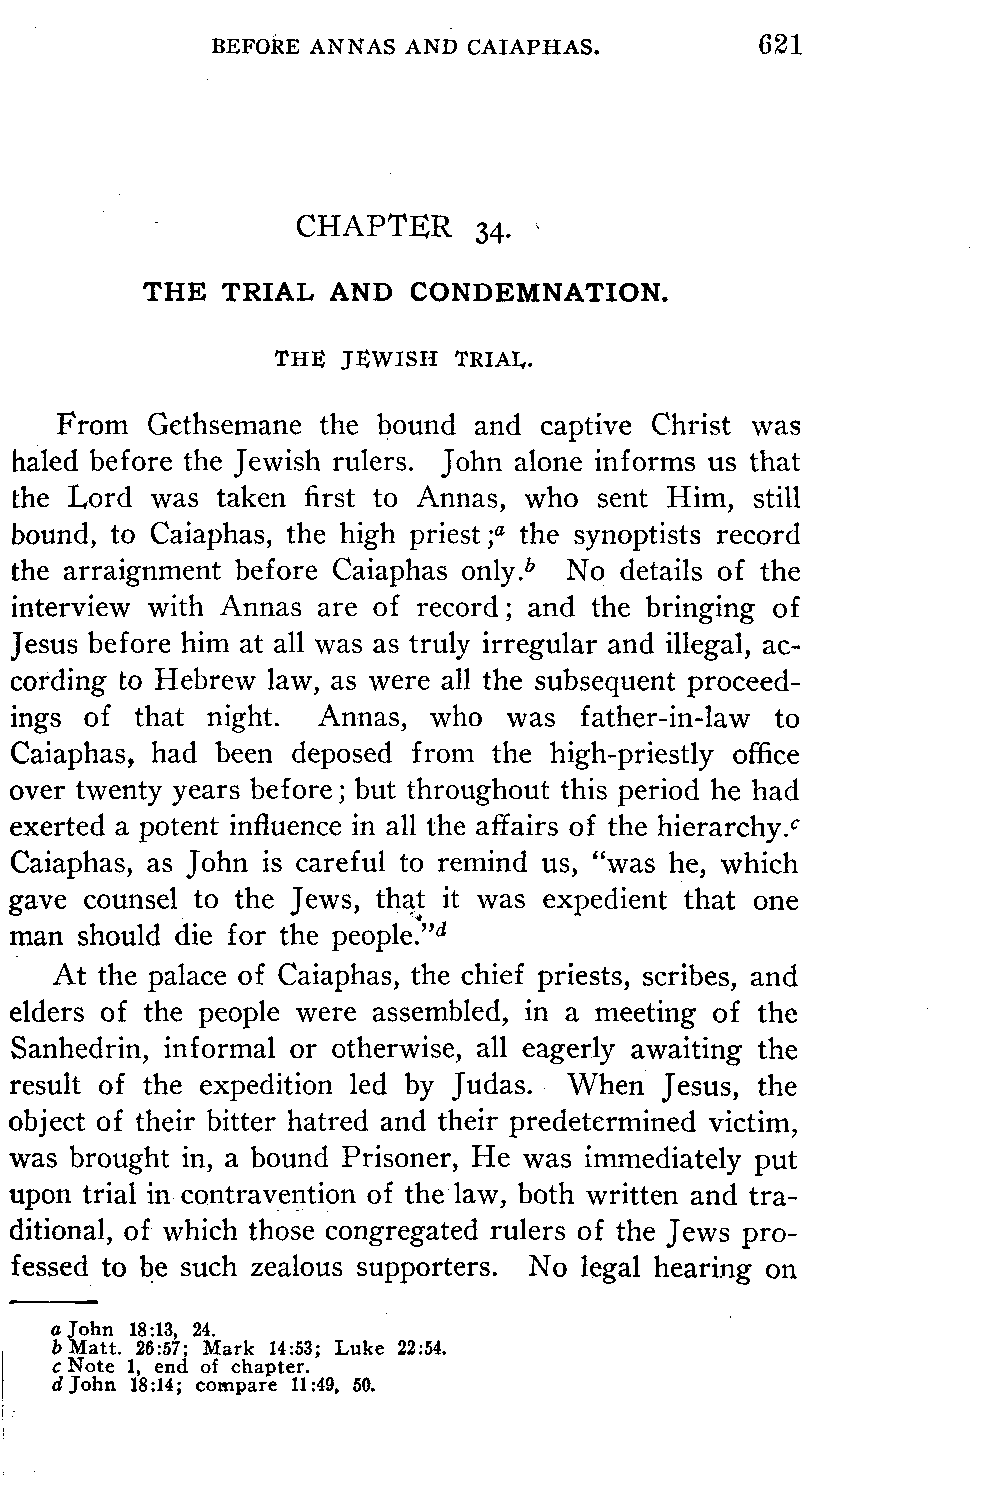 BEFORE ANNAS AND CAIAPHAS. 621
CHAPTER 34.
THE TRIAL AND CONDEMNATION.
THE JEWISH TRIAL.
From Gethsemane the bound and captive Christ was
haled before the Jewish rulers. John alone informs us that
the Lord was taken first to Annas, who sent Him, still
bound, to Caiaphas, the high priest;a the synoptists record
the arraignment before Caiaphas only.b No details of the
interview with Annas are of record; and the bringing of
Jesus before him at all was as truly irregular and illegal, ac-
cording to Hebrew law, as were all the subsequent proceed-
ings of that night. Annas, who was father-in-law to
Caiaphas, had been deposed from the high-priestly office
over twenty years before; but throughout this period he had
exerted a potent influence in all the affairs of the hierarchy.c
Caiaphas, as John is careful to remind us, "was he, which
gave counsel to the Jews, that it was expedient that one
man should die for the people."d
At the palace of Caiaphas, the chief priests, scribes, and
elders of the people were assembled, in a meeting of the
Sanhedrin, informal or otherwise, all eagerly awaiting the
result of the expedition led by Judas. When Jesus, the
object of their bitter hatred and their predetermined victim,
was brought in, a bound Prisoner, He was immediately put
upon trial in contravention of the law, both written and tra-
ditional, of which those congregated rulers of the Jews pro-
fessed to be such zealous supporters. No legal hearing on
a John 18:13, 24.
b Matt. 26:57; Mark 14:53; Luke 22:54.
c Note 1, end of chapter.
d John 18:14; compare 11:49, 50.